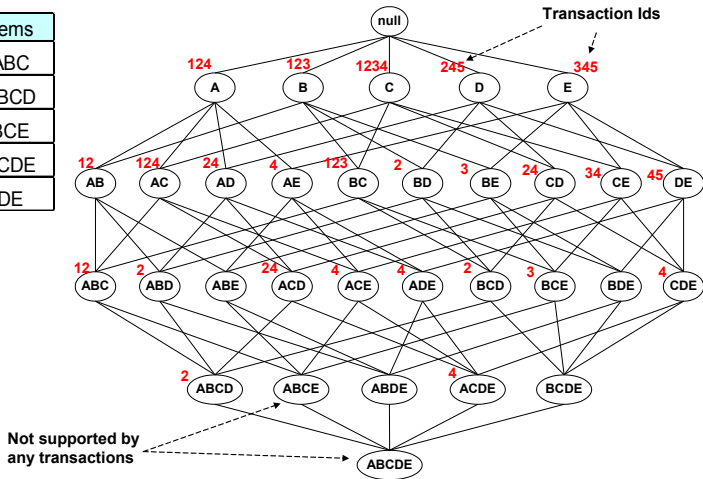 Transaction Ids
null
ems
ABC
BCD
BCE
CDE
DE
124 123 1234 245 345
A B C D E
12 124 24 4 123 2 3 24 34 45
AB AC AD AE BC BD BE CD CE DE
12 2 24 4 4 2 3 4
ABC ABD ABE ACD ACE ADE BCD BCE BDE CDE
2 4
ABCD ABCE ABDE ACDE BCDE
Not supported by
any transactions
ABCDE